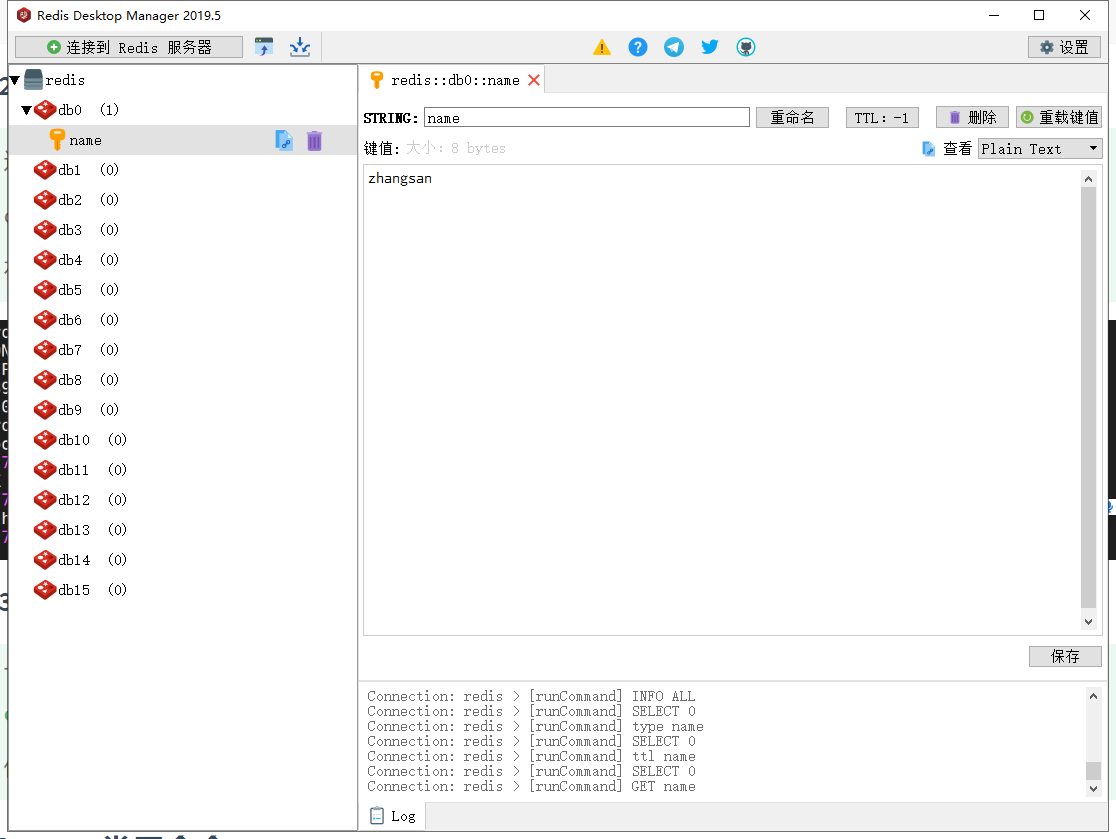 Redis Desktop Manager 2019.5
连接到 Redis 服务器
设置
redis
db0 (1)
name
db1 (0)
db2 (0)
db3 (0)
db4 (0)
db5 (0)
db6 (0)
db7 (0)
db8 (0)
db9 (0)
db10 (0)
db11 (0)
db12 (0)
db13 (0)
db14 (0)
db15 (0)
redis::db0::name
STRING: name 重命名 TTL: -1 删除 重载键值
键值: 大小: 8 bytes 查看 Plain Text
zhangsan
保存
Connection: redis > [runCommand] INFO ALL
Connection: redis > [runCommand] SELECT 0
Connection: redis > [runCommand] type name
Connection: redis > [runCommand] SELECT 0
Connection: redis > [runCommand] ttl name
Connection: redis > [runCommand] SELECT 0
Connection: redis > [runCommand] GET name
Log